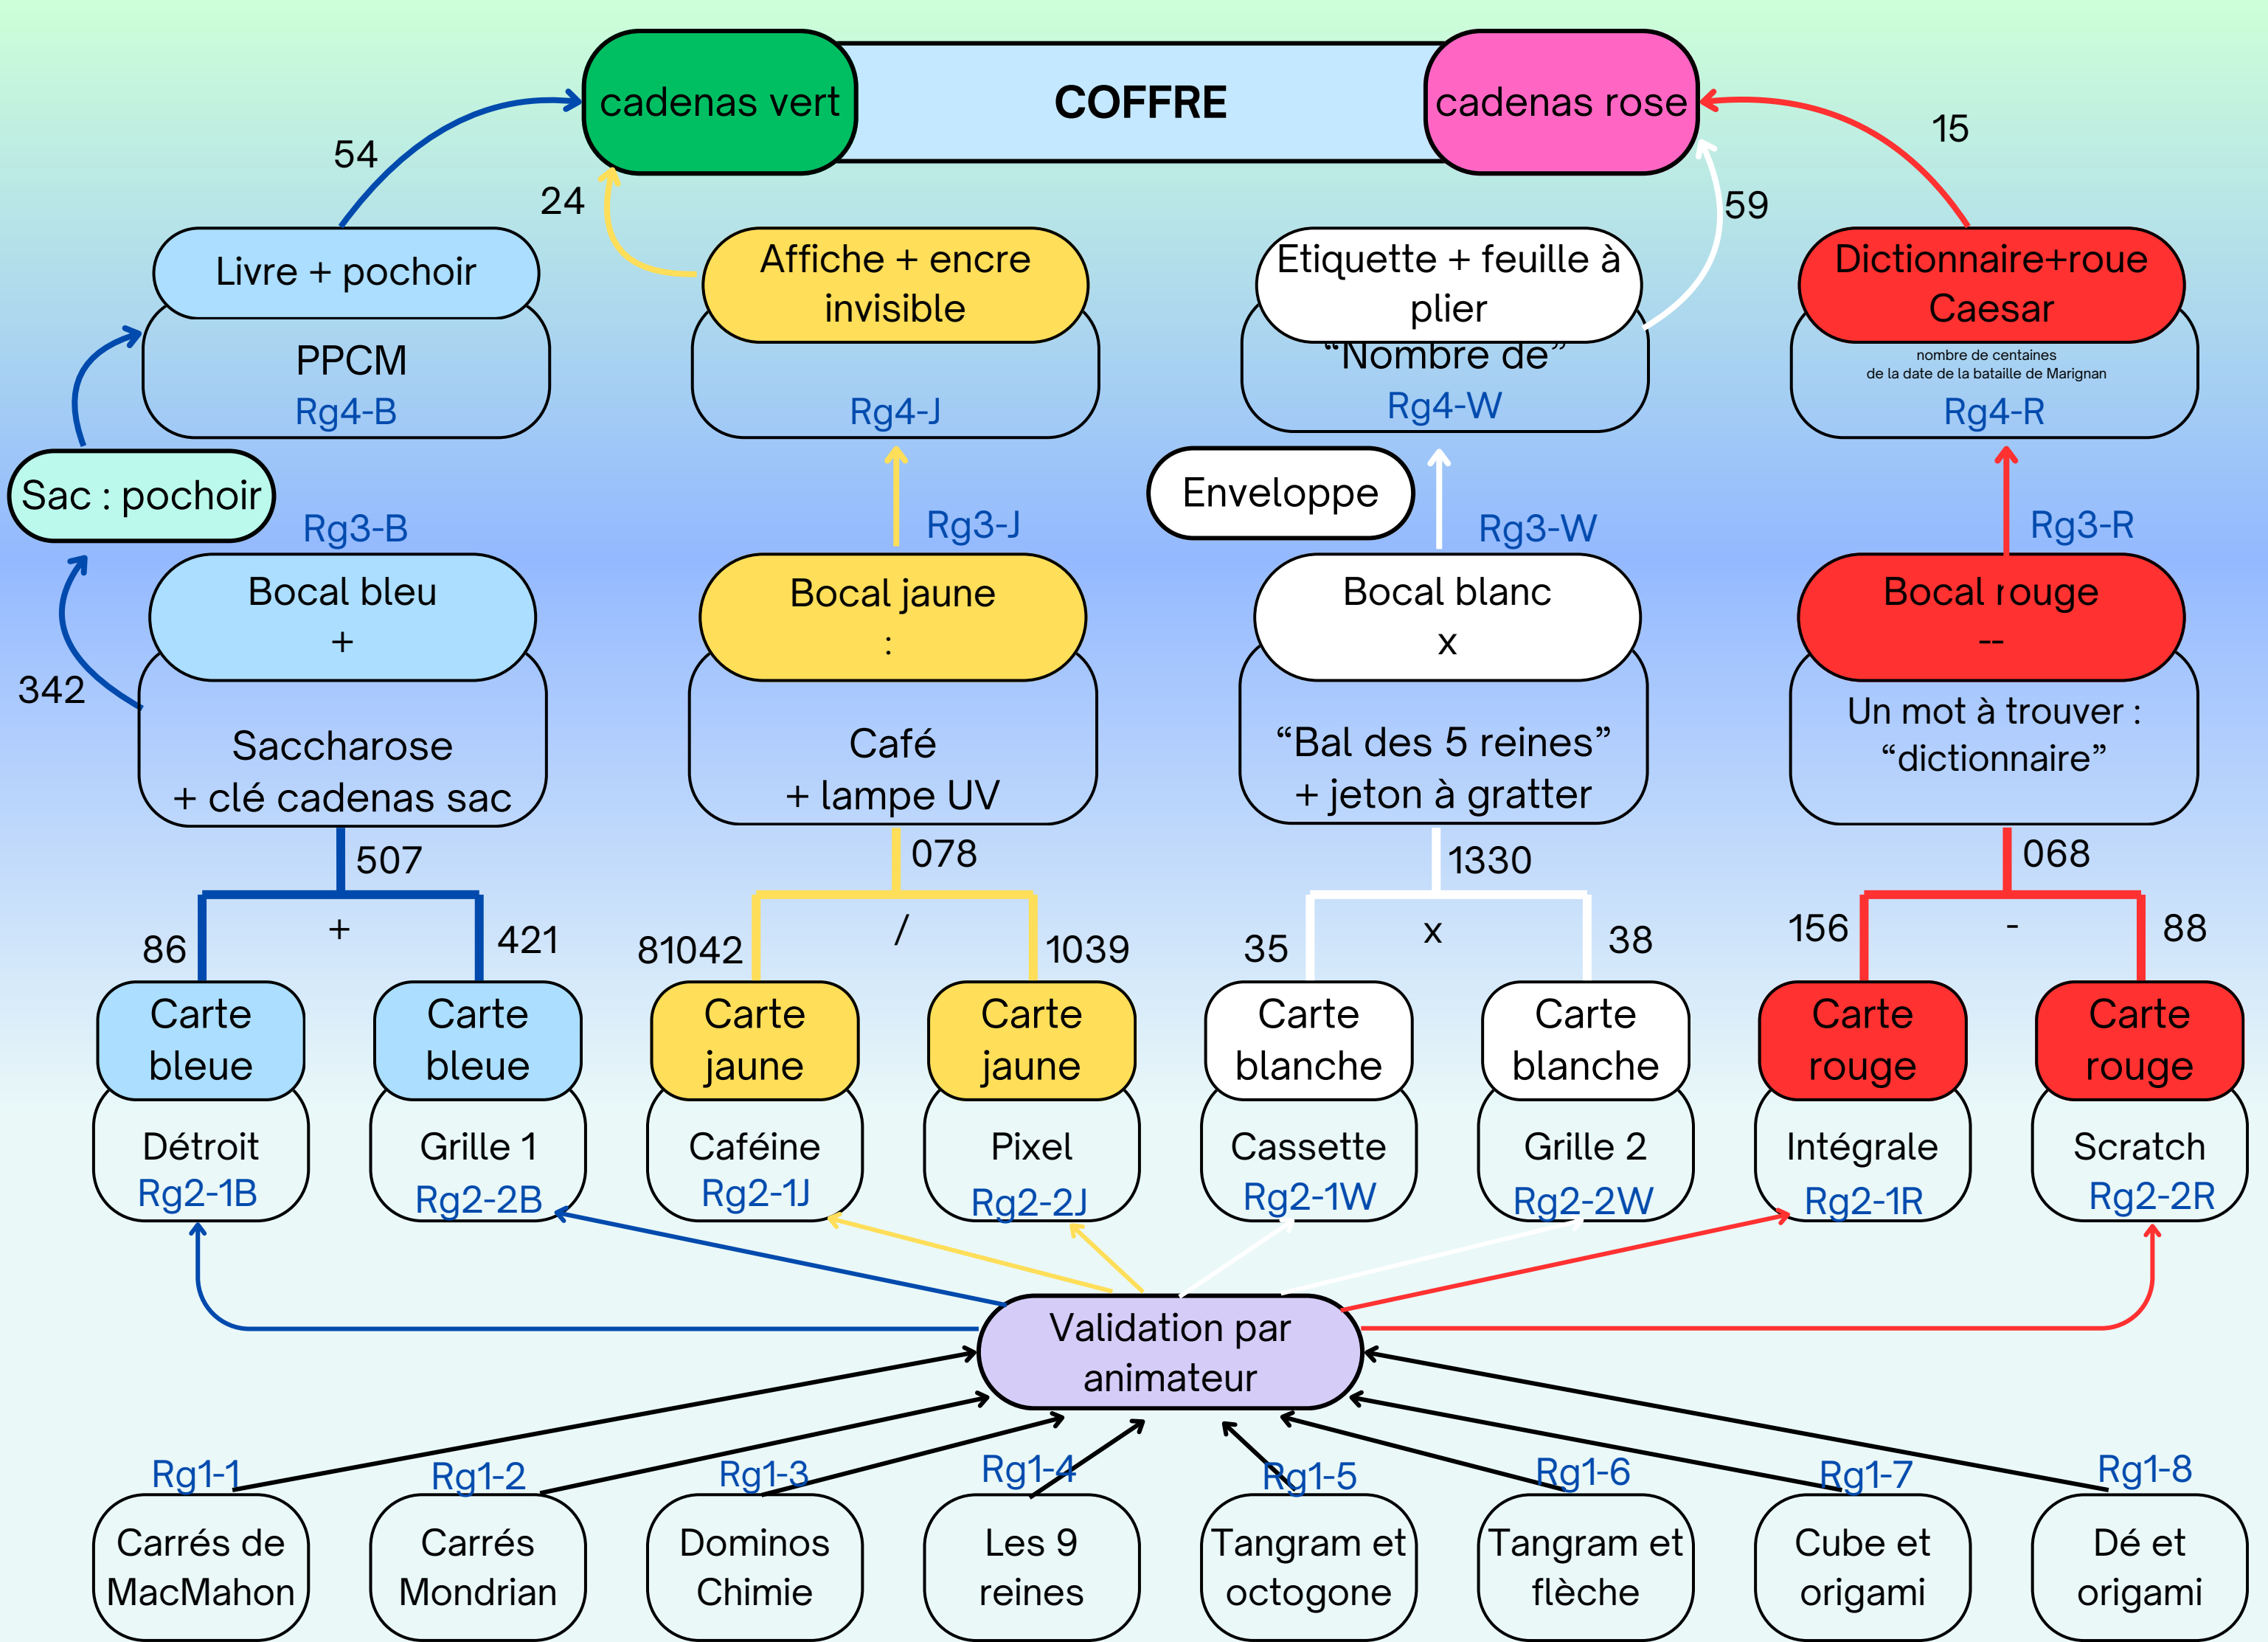 cadenas vert
COFFRE
cadenas rose
54
24
59
15
Livre + pochoir
PPCM
Rg4-B
Affiche + encre
invisible
Rg4-J
Etiquette + feuille à
plier
“Nombre de”
Rg4-W
Dictionnaire+roue
Caesar
nombre de centaines
de la date de la bataille de Marignan
Rg4-R
Sac : pochoir
Enveloppe
Rg3-B
Rg3-J
Rg3-W
Rg3-R
342
Bocal bleu
+
Saccharose
+ clé cadenas sac
Bocal jaune
:
Café
+ lampe UV
Bocal blanc
x
“Bal des 5 reines”
+ jeton à gratter
Bocal rouge
--
Un mot à trouver :
“dictionnaire”
507
078
1330
068
86
+
421
81042
/
1039
35
x
38
156
-
88
Carte
bleue
Détroit
Rg2-1B
Carte
bleue
Grille 1
Rg2-2B
Carte
jaune
Caféine
Rg2-1J
Carte
jaune
Pixel
Rg2-2J
Carte
blanche
Cassette
Rg2-1W
Carte
blanche
Grille 2
Rg2-2W
Carte
rouge
Intégrale
Rg2-1R
Carte
rouge
Scratch
Rg2-2R
Validation par
animateur
Rg1-1
Carrés de
MacMahon
Rg1-2
Carrés
Mondrian
Rg1-3
Dominos
Chimie
Rg1-4
Les 9
reines
Rg1-5
Tangram et
octogone
Rg1-6
Tangram et
flèche
Rg1-7
Cube et
origami
Rg1-8
Dé et
origami